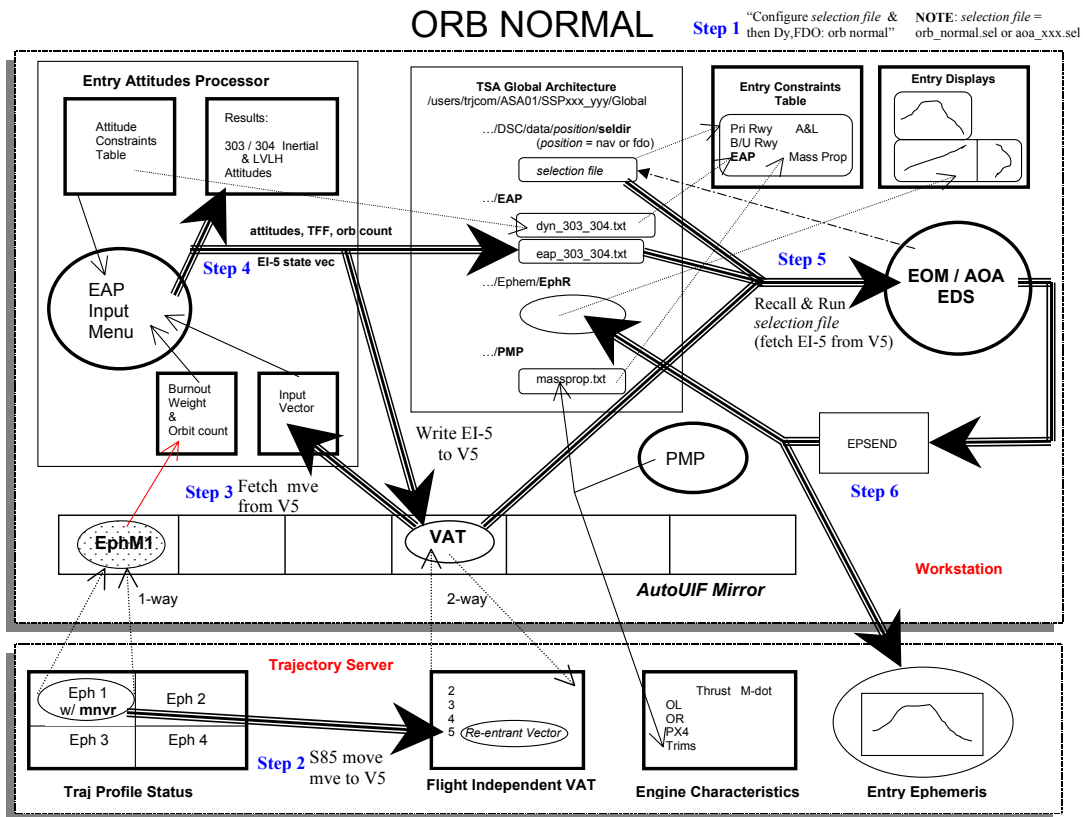 ORB NORMAL
Step 1 "Configure selection file &
then Dy,FDO: orb normal"
NOTE: selection file =
orb_normal.sel or aoa_xxx.sel
Entry Attitudes Processor
Attitude
Constraints
Table
Results:
303 / 304 Inertial
& LVLH
Attitudes
TSA Global Architecture
/users/trjcom/ASA01/SSPxxx_yyy/Global
…/DSC/data/position/seldir
(position = nav or fdo)
selection file
…/EAP
dyn_303_304.txt
eap_303_304.txt
…/Ephem/EphR
…/PMP
massprop.txt
Entry Constraints
Table
Pri Rwy A&L
B/U Rwy
EAP Mass Prop
Entry Displays
attitudes, TFF, orb count
EI-5 state vec
Step 4
EAP
Input
Menu
Step 5
Recall & Run
selection file
(fetch EI-5 from V5)
EOM / AOA
EDS
Burnout
Weight
&
Orbit count
Input
Vector
Write EI-5
to V5
PMP
EPSEND
Step 6
Step 3 Fetch mve
from V5
EphM1
VAT
Workstation
AutoUIF Mirror
1-way
2-way
Trajectory Server
Eph 1
w/ mnvr
Eph 2
Eph 3
Eph 4
Step 2 S85 move
mve to V5
Traj Profile Status
2
3
4
5 Re-entrant Vector
Flight Independent VAT
Thrust M-dot
OL
OR
PX4
Trims
Engine Characteristics
Entry Ephemeris